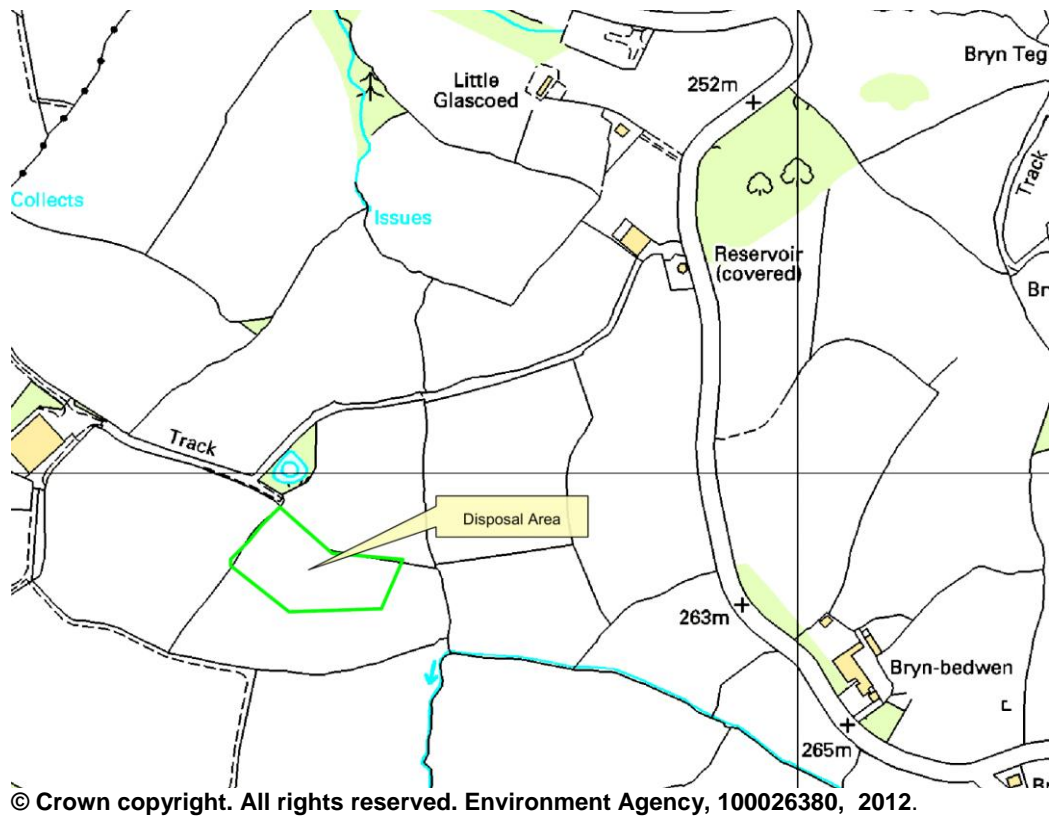 Bryn Teg
Little
Glascoed
252m
Track
Collects
Issues
Reservoir
(covered)
Br
Track
Disposal Area
263m
Bryn-bedwen
265m
B
© Crown copyright. All rights reserved. Environment Agency, 100026380, 2012.